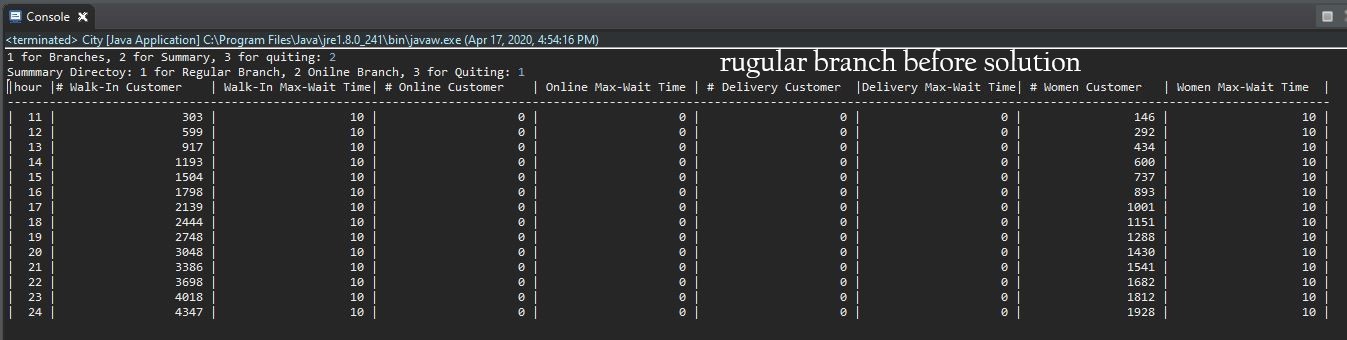 Console
<terminated> City [Java Application] C:\Program Files\Java\jre1.8.0_241\bin\javaw.exe (Apr 17, 2020, 4:54:16 PM)
1 for Branches, 2 for Summary, 3 for quiting: 2
rugular branch before solution
Summmary Directoy: 1 for Regular Branch, 2 Onilne Branch, 3 for Quiting: 1
|hour |# Walk-In Customer | Walk-In Max-Wait Time| # Online Customer | Online Max-Wait Time | # Delivery Customer |Delivery Max-Wait Time| # Women Customer | Women Max-Wait Time |
| 11 | 303 | 10 | 0 | 0 | 0 | 0 | 146 | 10 |
| 12 | 599 | 10 | 0 | 0 | 0 | 0 | 292 | 10 |
| 13 | 917 | 10 | 0 | 0 | 0 | 0 | 434 | 10 |
| 14 | 1193 | 10 | 0 | 0 | 0 | 0 | 600 | 10 |
| 15 | 1504 | 10 | 0 | 0 | 0 | 0 | 737 | 10 |
| 16 | 1798 | 10 | 0 | 0 | 0 | 0 | 893 | 10 |
| 17 | 2139 | 10 | 0 | 0 | 0 | 0 | 1001 | 10 |
| 18 | 2444 | 10 | 0 | 0 | 0 | 0 | 1151 | 10 |
| 19 | 2748 | 10 | 0 | 0 | 0 | 0 | 1288 | 10 |
| 20 | 3048 | 10 | 0 | 0 | 0 | 0 | 1430 | 10 |
| 21 | 3386 | 10 | 0 | 0 | 0 | 0 | 1541 | 10 |
| 22 | 3698 | 10 | 0 | 0 | 0 | 0 | 1682 | 10 |
| 23 | 4018 | 10 | 0 | 0 | 0 | 0 | 1812 | 10 |
| 24 | 4347 | 10 | 0 | 0 | 0 | 0 | 1928 | 10 |